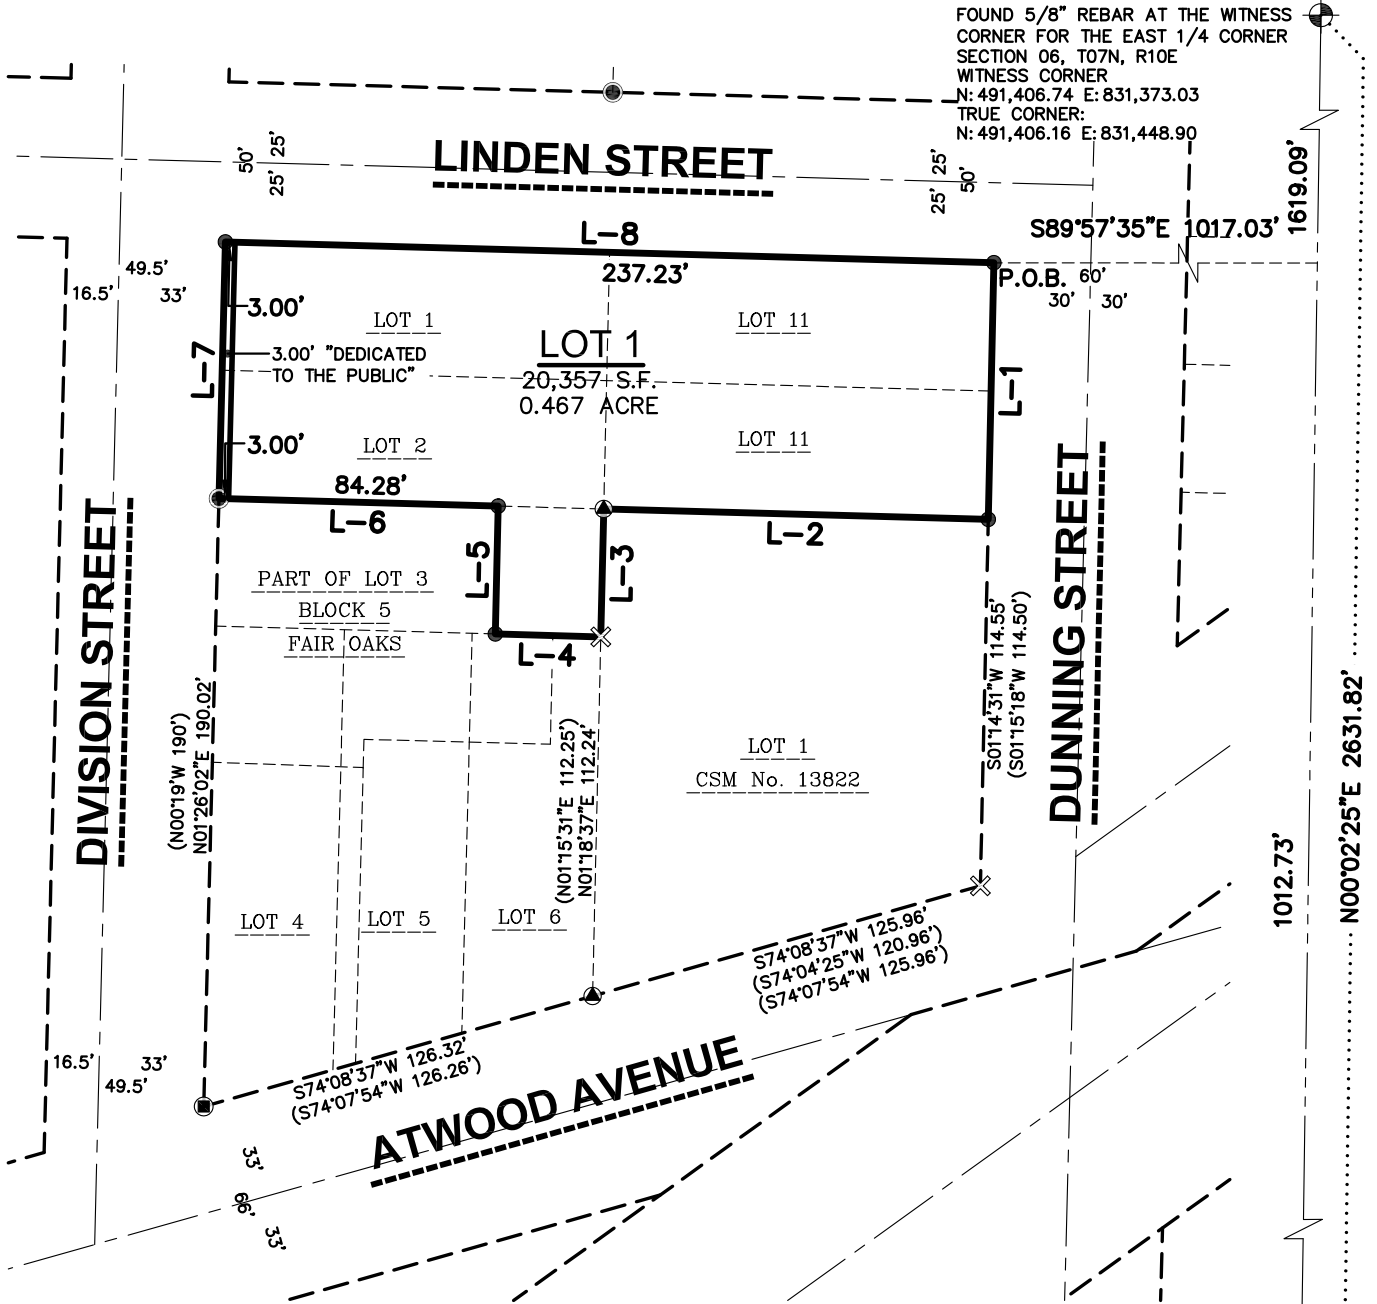 FOUND 5/8" REBAR AT THE WITNESS
CORNER FOR THE EAST 1/4 CORNER
SECTION 06, T07N, R10E
WITNESS CORNER
N: 491,406.74 E: 831,373.03
TRUE CORNER:
N: 491,406.16 E: 831,448.90
LINDEN STREET
50'
25'
25'
25'
25'
50'
1619.09'
S89°57'35"E 1017.03'
L-8
237.23'
P.O.B.
60'
30'
30'
49.5'
16.5'
33'
3.00'
LOT 1
LOT 11
LOT 1
20,357 S.F.
0.467 ACRE
3.00' "DEDICATED
TO THE PUBLIC"
L-7
L-1
3.00'
LOT 2
LOT 11
84.28'
L-6
L-2
L-5
L-3
L-4
PART OF LOT 3
BLOCK 5
FAIR OAKS
DIVISION STREET
DUNNING STREET
S01°14'31"W 114.55'
(S01°15'18"W 114.50')
(N00°19'W 190')
N01°26'02"E 190.02'
(N01°15'31"E 112.25')
N01°18'37"E 112.24'
LOT 1
CSM No. 13822
N00°02'25"E 2631.82'
1012.73'
LOT 4
LOT 5
LOT 6
S74°08'37"W 125.96'
(S74°04'25"W 120.96')
(S74°07'54"W 125.96')
S74°08'37"W 126.32'
(S74°07'54"W 126.26')
ATWOOD AVENUE
16.5'
33'
49.5'
33'
66'
33'